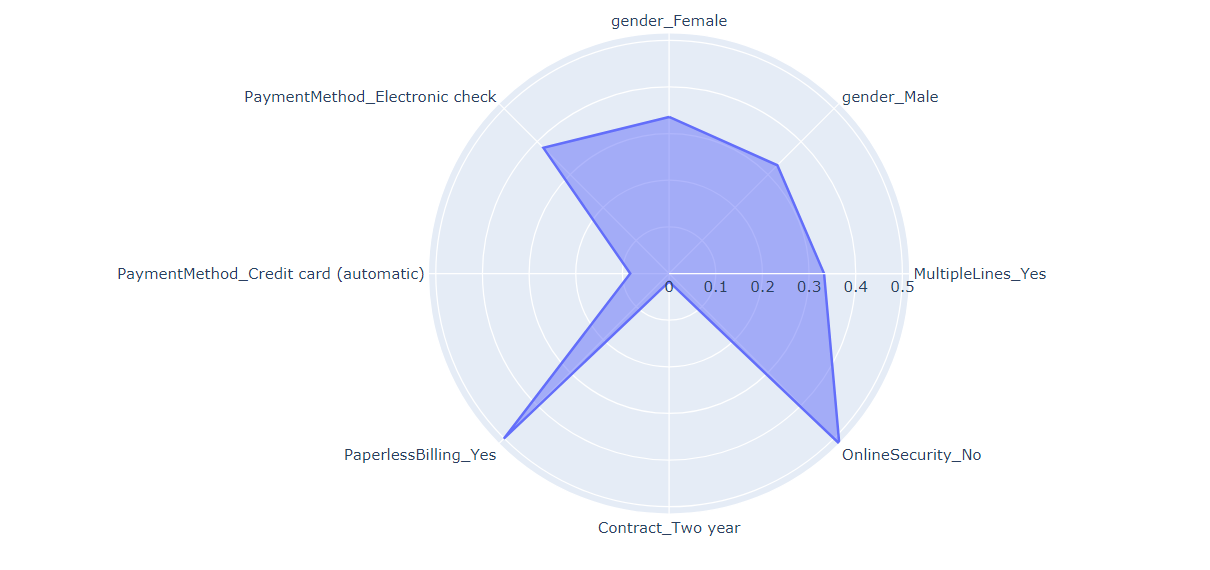 gender_Female
PaymentMethod_Electronic check
gender_Male
PaymentMethod_Credit card (automatic)
MultipleLines_Yes
0 0.1 0.2 0.3 0.4 0.5
PaperlessBilling_Yes
OnlineSecurity_No
Contract_Two year